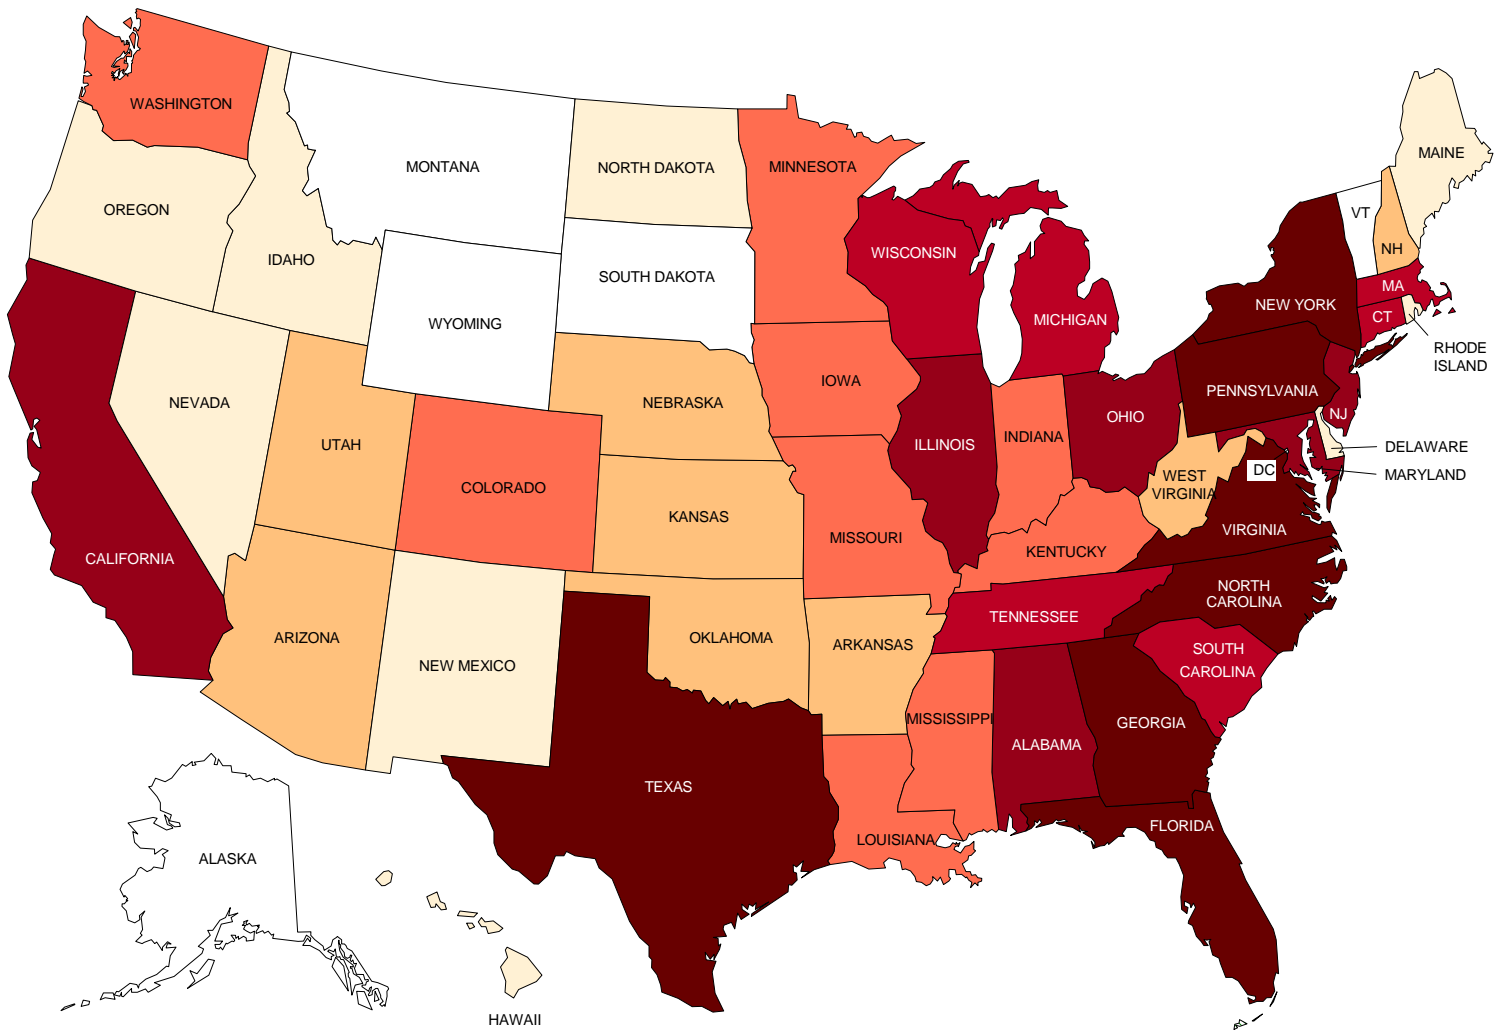 WASHINGTON
MONTANA
NORTH DAKOTA
MINNESOTA
MAINE
OREGON
IDAHO
VT
NH
WISCONSIN
SOUTH DAKOTA
MA
NEW YORK
CT
MICHIGAN
WYOMING
RHODE
ISLAND
IOWA
PENNSYLVANIA
NEVADA
NEBRASKA
OHIO
NJ
UTAH
ILLINOIS
INDIANA
DELAWARE
DC
MARYLAND
WEST
VIRGINIA
COLORADO
KANSAS
VIRGINIA
MISSOURI
KENTUCKY
CALIFORNIA
NORTH
CAROLINA
TENNESSEE
ARIZONA
OKLAHOMA
ARKANSAS
SOUTH
CAROLINA
NEW MEXICO
MISSISSIPPI
GEORGIA
ALABAMA
TEXAS
FLORIDA
LOUISIANA
ALASKA
HAWAII